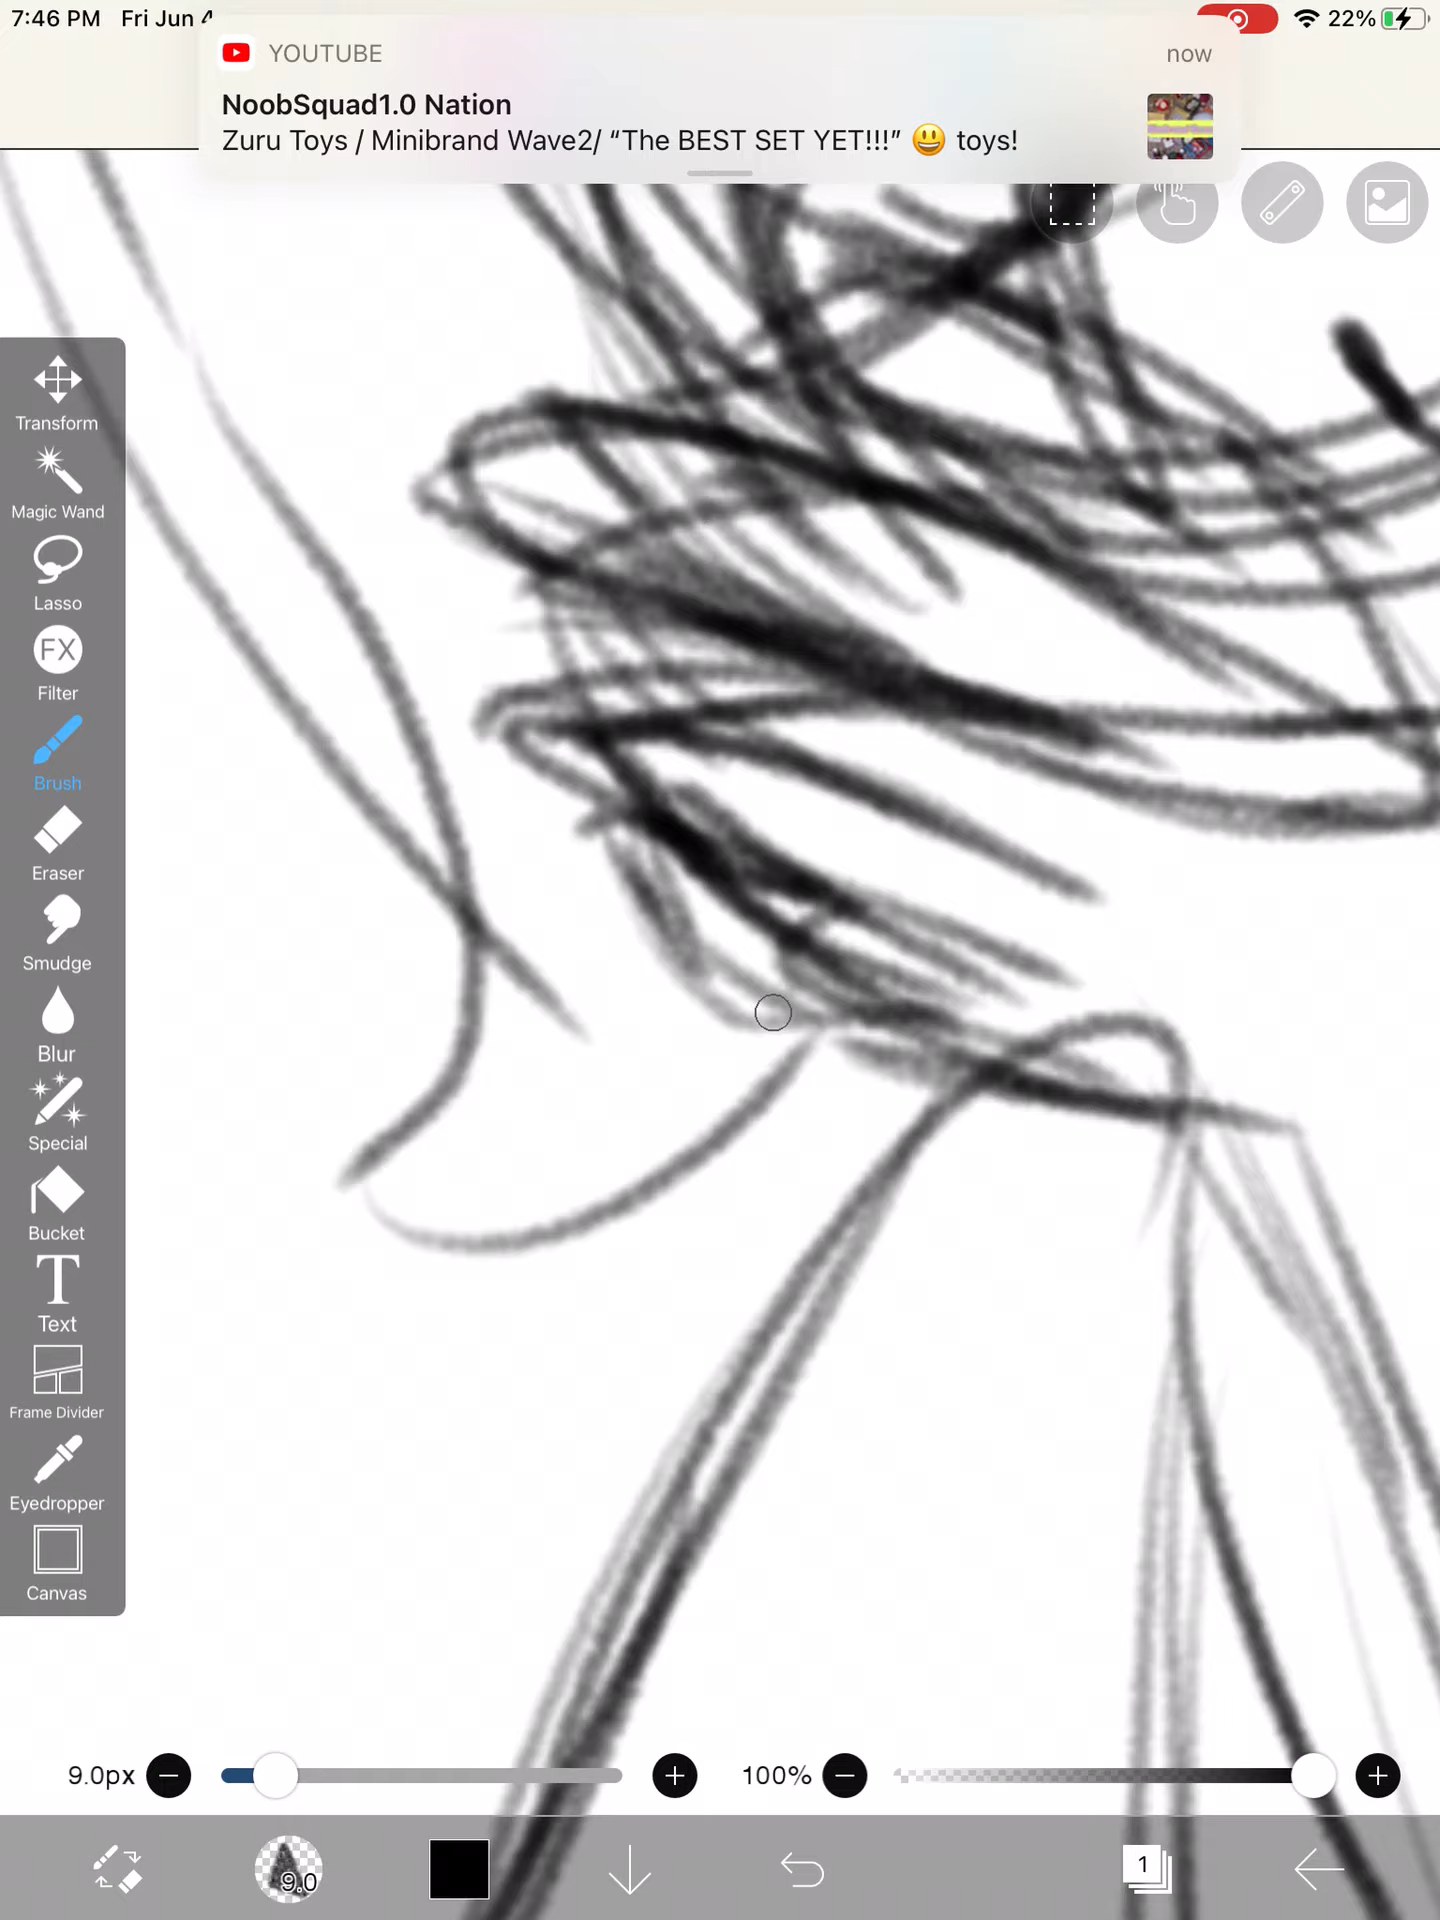 7:46 PM Fri Jun 4
22%
YOUTUBE
now
NoobSquad1.0 Nation
Zuru Toys / Minibrand Wave2/ “The BEST SET YET!!!” 😃 toys!
Transform
Magic Wand
Lasso
FX
Filter
Brush
Eraser
Smudge
Blur
Special
Bucket
T
Text
Frame Divider
Eyedropper
Canvas
9.0px
100%
9.0
1